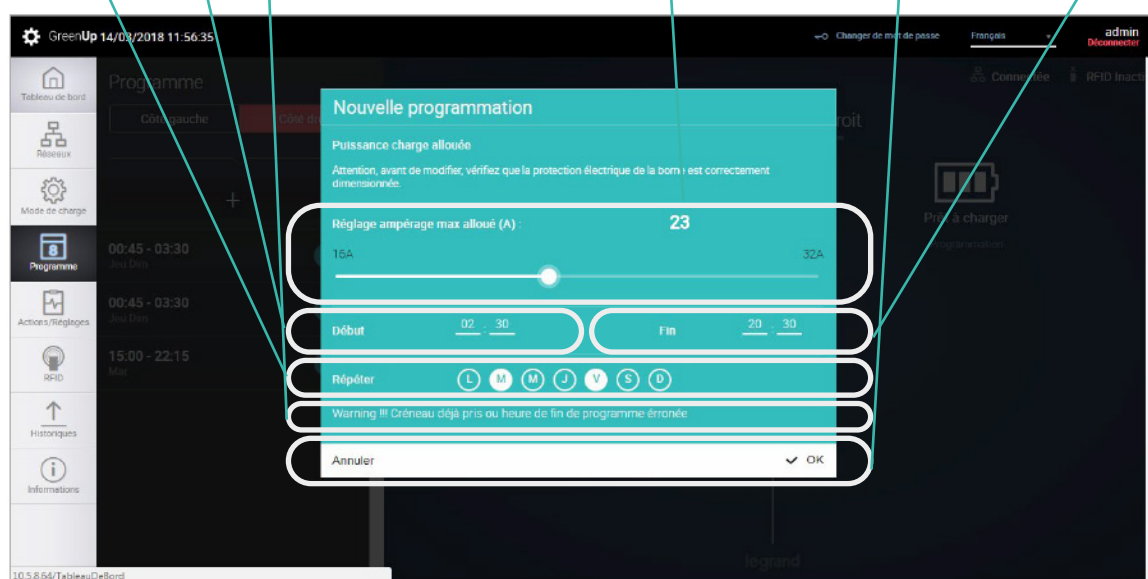 GreenUp 14/03/2018 11:56:35
Changer de mot de passe
Français
admin
Déconnecter
Tableau de bord
Réseaux
Mode de charge
8
Programme
Actions/Réglages
RFID
Historiques
Informations
Programme
Côté gauche
Côté dro
00:45 - 03:30
Jeu Dim
00:45 - 03:30
Jeu Dim
15:00 - 22:15
Mar
Connectée
RFID Inacti
roit
Prêt à charger
Programmation
Nouvelle programmation
Puissance charge allouée
Attention, avant de modifier, vérifiez que la protection électrique de la borne est correctement
dimensionnée.
Réglage ampérage max alloué (A) : 23
16A 32A
Début 02 : 30 Fin 20 : 30
Répéter L M M J V S D
Warning !!! Créneau déjà pris ou heure de fin de programme érronée
Annuler OK
legrand
10.5.8.64/TableauDeBord